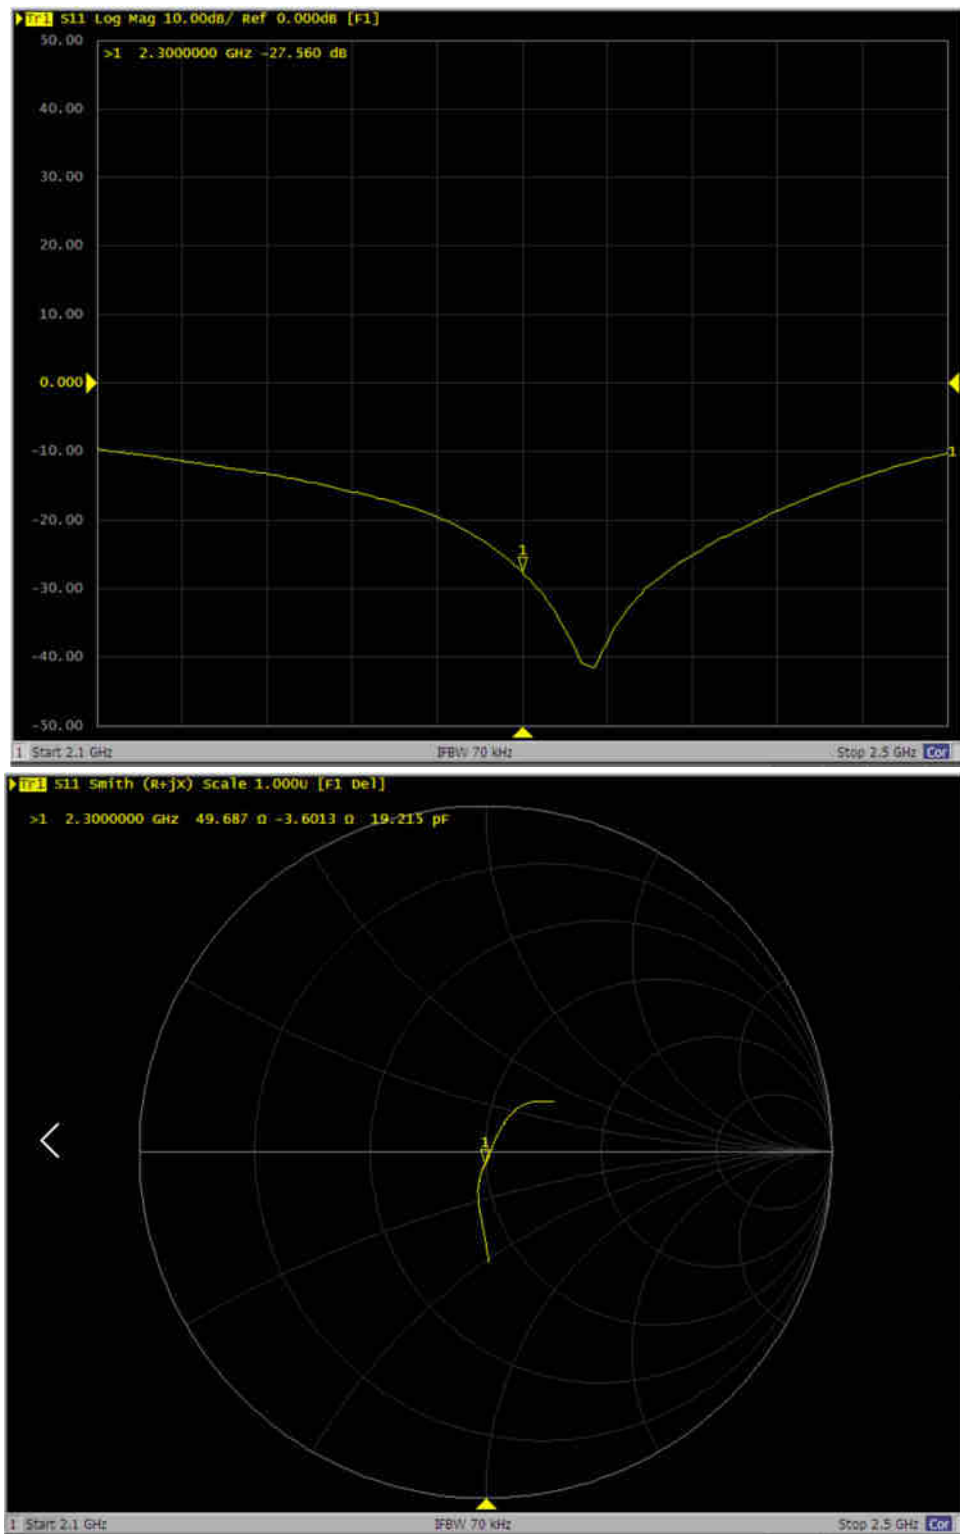 Tr1 S11 Log Mag 10.00dB/ Ref 0.000dB [F1]
50.00
>1 2.3000000 GHz -27.560 dB
40.00
30.00
20.00
10.00
0.000
-10.00
1
-20.00
1
-30.00
-40.00
-50.00
1 Start 2.1 GHz IFBW 70 kHz Stop 2.5 GHz Cor
Tr1 S11 Smith (R+jX) Scale 1.000U [F1 Del]
>1 2.3000000 GHz 49.687 Ω -3.6013 Ω 19.215 pF
1
1 Start 2.1 GHz IFBW 70 kHz Stop 2.5 GHz Cor